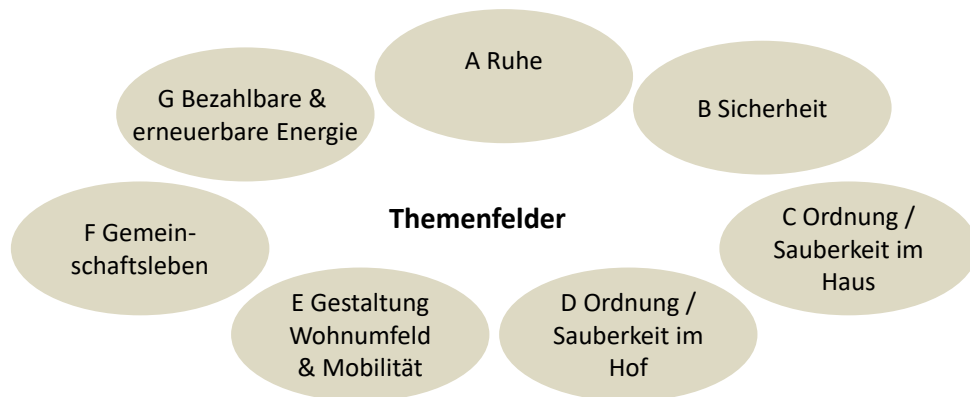 A Ruhe
B Sicherheit
C Ordnung /
Sauberkeit im
Haus
D Ordnung /
Sauberkeit im
Hof
E Gestaltung
Wohnumfeld
& Mobilität
F Gemein-
schaftsleben
G Bezahlbare &
erneuerbare Energie
Themenfelder